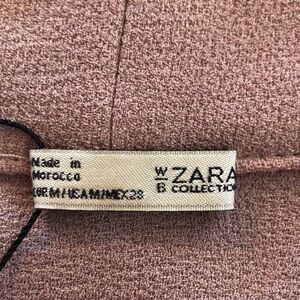 Made in
Morocco
EUR M / USA M / MEX 28
W/B ZARA
COLLECTION